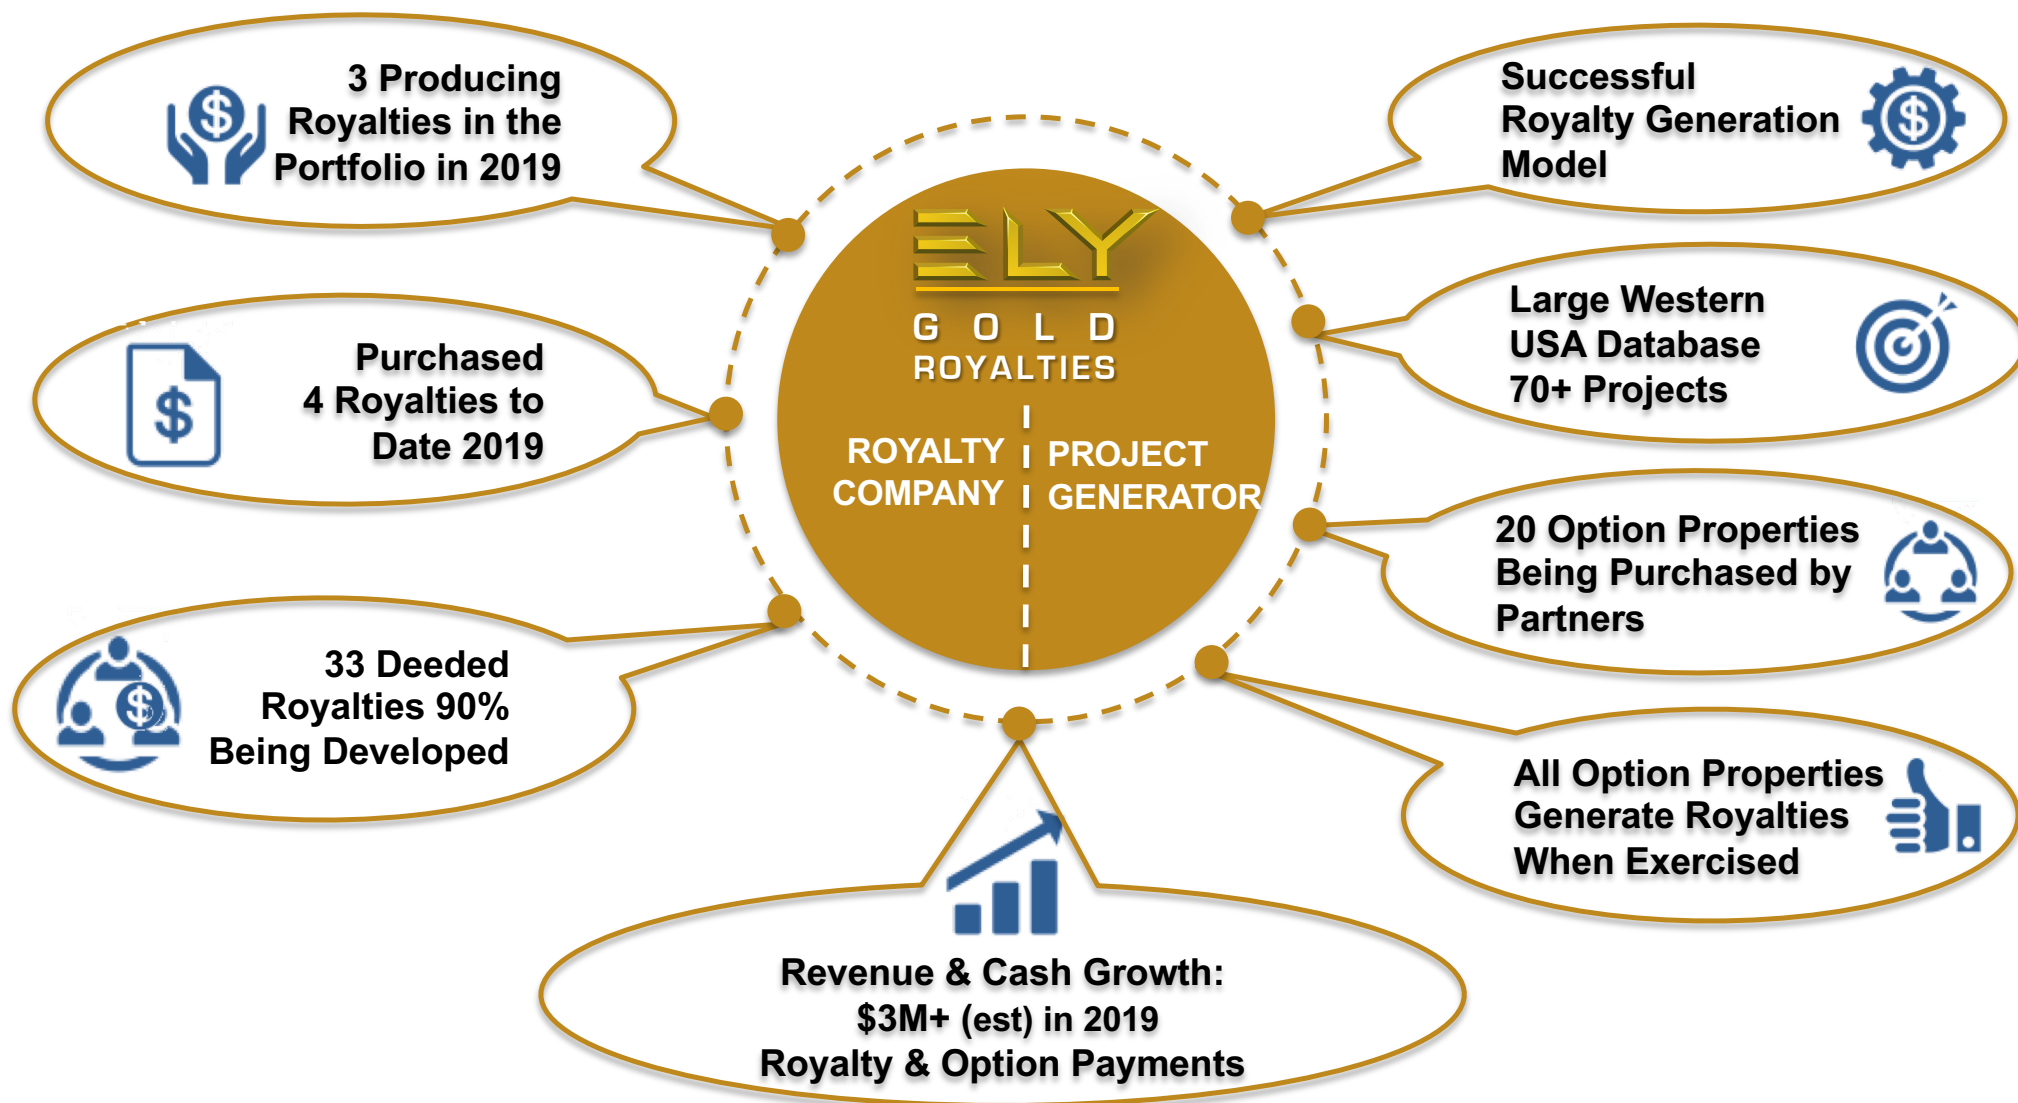 3 Producing
Royalties in the
Portfolio in 2019
Purchased
4 Royalties to
Date 2019
33 Deeded
Royalties 90%
Being Developed
ELY
GOLD
ROYALTIES
ROYALTY
COMPANY
PROJECT
GENERATOR
Successful
Royalty Generation
Model
Large Western
USA Database
70+ Projects
20 Option Properties
Being Purchased by
Partners
All Option Properties
Generate Royalties
When Exercised
Revenue & Cash Growth:
$3M+ (est) in 2019
Royalty & Option Payments